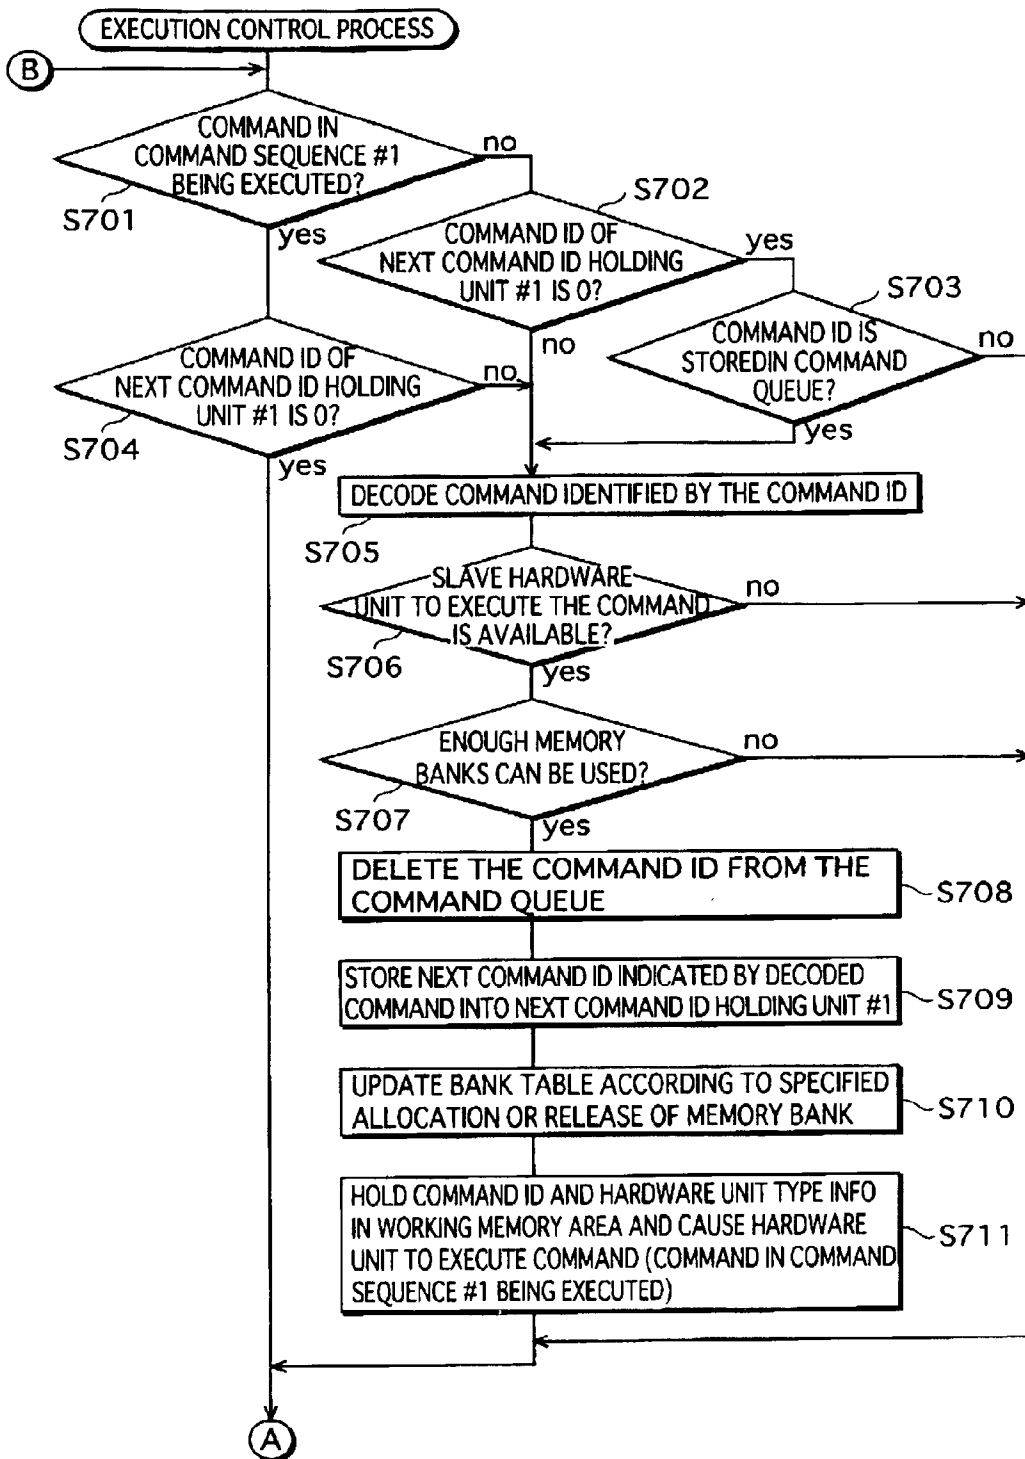 EXECUTION CONTROL PROCESS
B
COMMAND IN
COMMAND SEQUENCE #1
BEING EXECUTED?
no
S701
yes
S702
COMMAND ID OF
NEXT COMMAND ID HOLDING
UNIT #1 IS 0?
yes
no
S703
COMMAND ID IS
STOREDIN COMMAND
QUEUE?
no
yes
COMMAND ID OF
NEXT COMMAND ID HOLDING
UNIT #1 IS 0?
no
S704
yes
DECODE COMMAND IDENTIFIED BY THE COMMAND ID
S705
SLAVE HARDWARE
UNIT TO EXECUTE THE COMMAND
IS AVAILABLE?
no
S706
yes
ENOUGH MEMORY
BANKS CAN BE USED?
no
S707
yes
DELETE THE COMMAND ID FROM THE
COMMAND QUEUE
S708
STORE NEXT COMMAND ID INDICATED BY DECODED
COMMAND INTO NEXT COMMAND ID HOLDING UNIT #1
S709
UPDATE BANK TABLE ACCORDING TO SPECIFIED
ALLOCATION OR RELEASE OF MEMORY BANK
S710
HOLD COMMAND ID AND HARDWARE UNIT TYPE INFO
IN WORKING MEMORY AREA AND CAUSE HARDWARE
UNIT TO EXECUTE COMMAND (COMMAND IN COMMAND
SEQUENCE #1 BEING EXECUTED)
S711
A